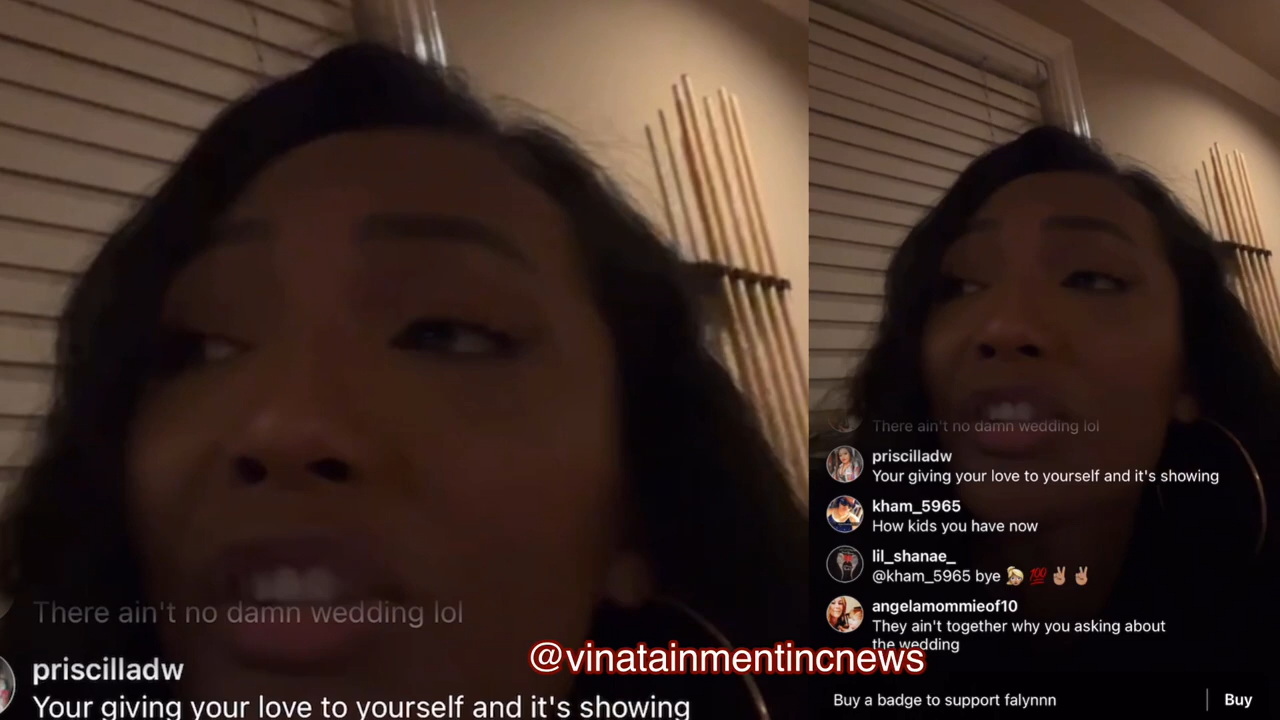 There ain't no damn wedding lol
priscilladw
Your giving your love to yourself and it's showing
There ain't no damn wedding lol
priscilladw
Your giving your love to yourself and it's showing
kham_5965
How kids you have now
lil_shanae_
@kham_5965 bye 👱🏼‍♀️ 💯 ✌🏼 ✌🏼
angelamommieof10
They ain't together why you asking about
the wedding
@vinatainmentincnews
Buy a badge to support falynnn
Buy